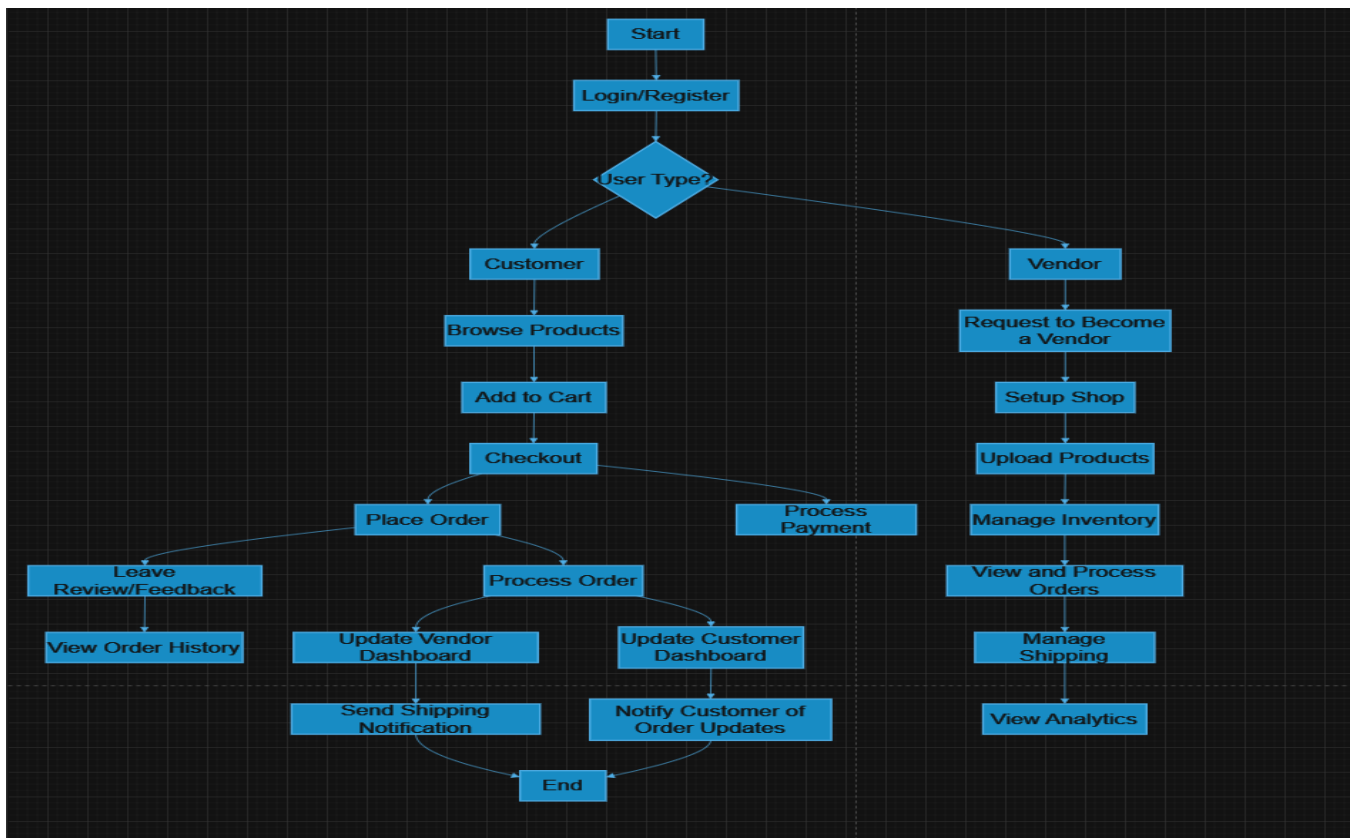 Start
Login/Register
User Type?
Customer
Vendor
Browse Products
Request to Become
a Vendor
Add to Cart
Setup Shop
Checkout
Upload Products
Place Order
Process
Payment
Manage Inventory
Leave
Review/Feedback
Process Order
View and Process
Orders
View Order History
Update Vendor
Dashboard
Update Customer
Dashboard
Manage
Shipping
Send Shipping
Notification
Notify Customer of
Order Updates
View Analytics
End